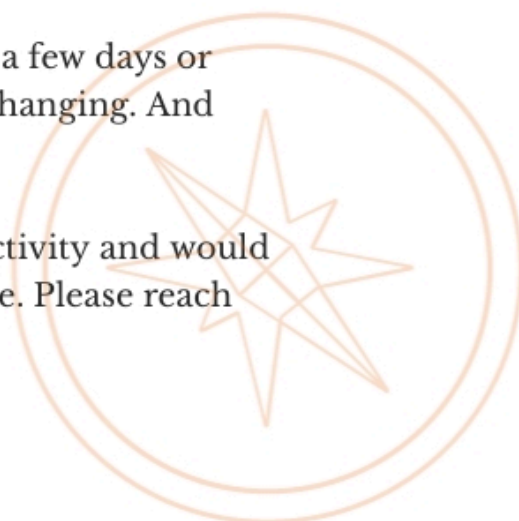 a few days or
hanging. And
ctivity and would
e. Please reach